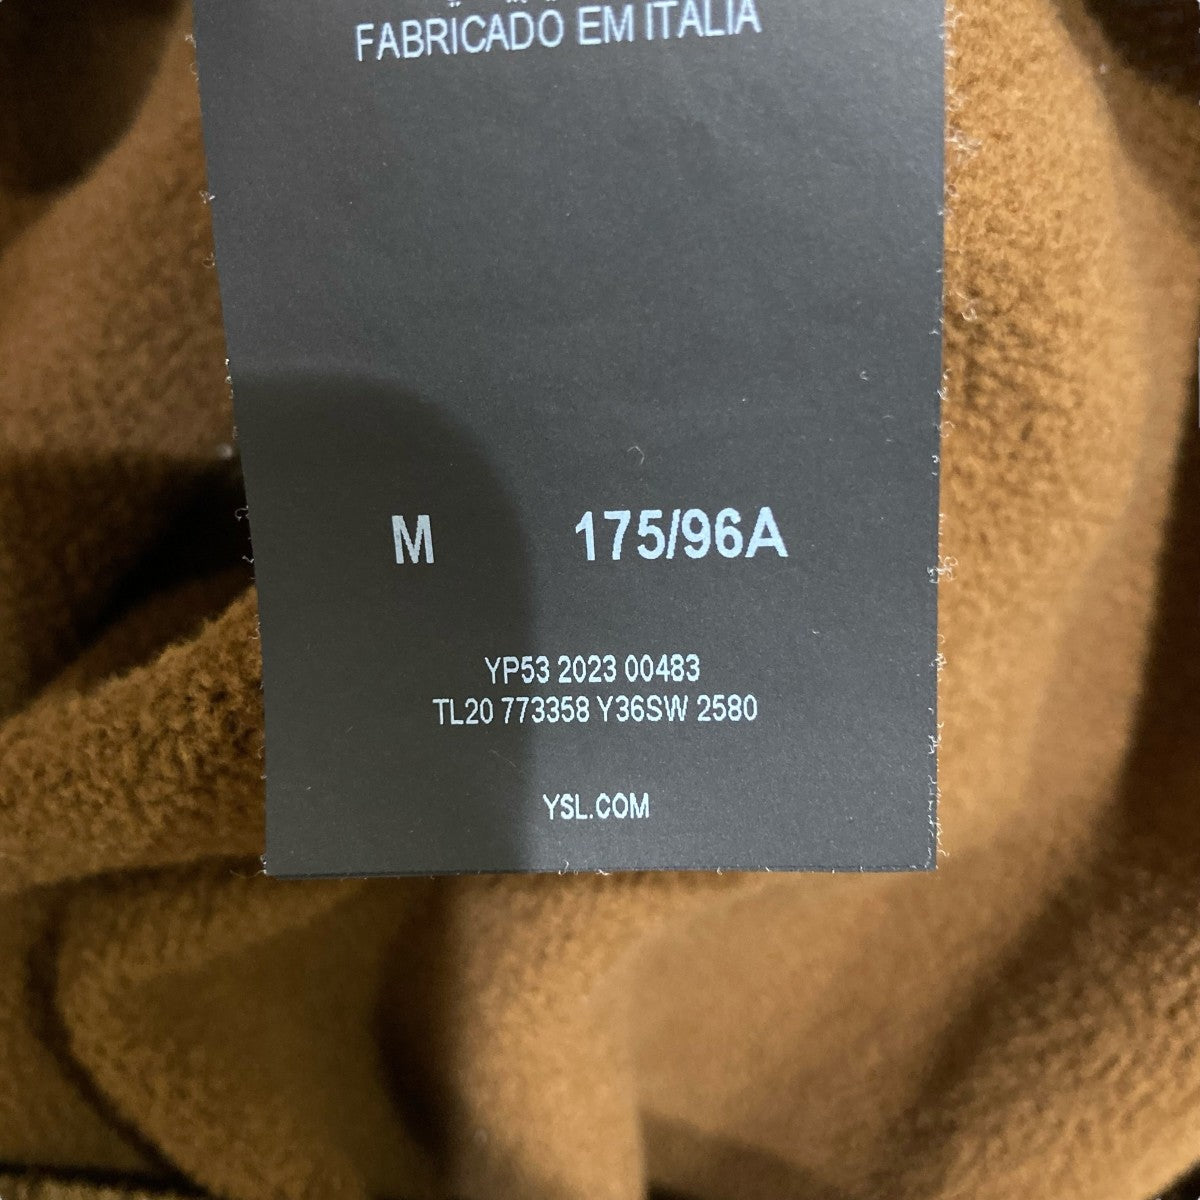 FABRICADO EM ITALIA
M 175/96A
YP53 2023 00483
TL20 773358 Y36SW 2580
YSL.COM